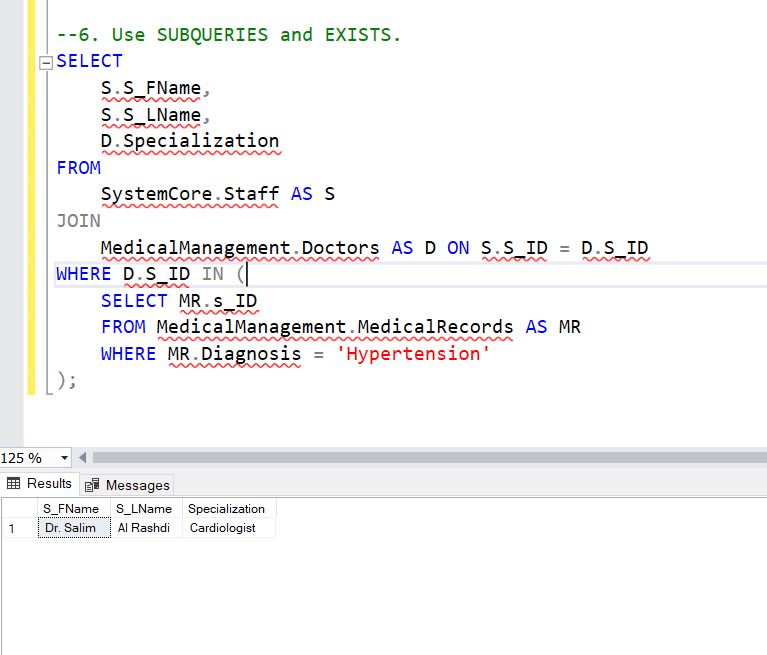 --6. Use SUBQUERIES and EXISTS.
SELECT
S.S_FName,
S.S_LName,
D.Specialization
FROM
SystemCore.Staff AS S
JOIN
MedicalManagement.Doctors AS D ON S.S_ID = D.S_ID
WHERE D.S_ID IN (
SELECT MR.s_ID
FROM MedicalManagement.MedicalRecords AS MR
WHERE MR.Diagnosis = 'Hypertension'
);
125 %
Results Messages
S_FName S_LName Specialization
1 Dr. Salim Al Rashdi Cardiologist